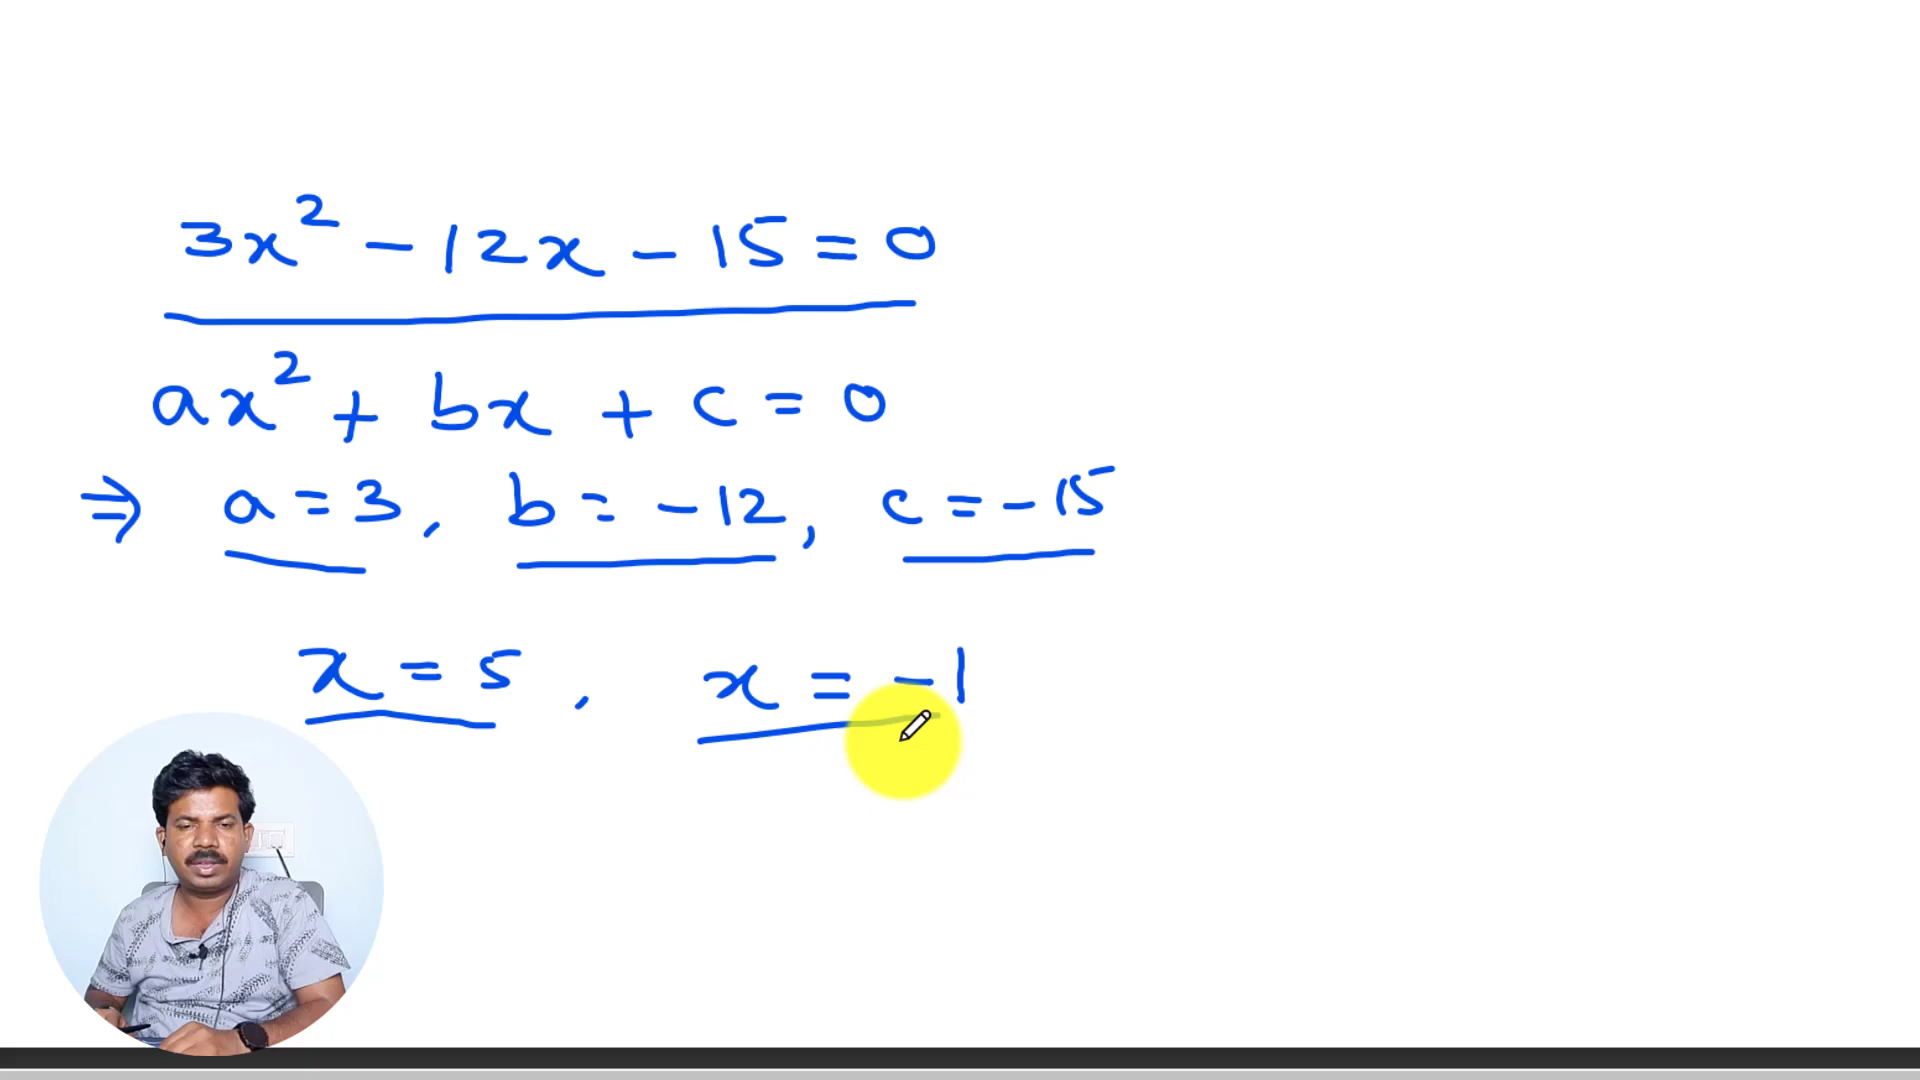 3x² - 12x - 15 = 0
ax² + bx + c = 0
⇒ a = 3, b = -12, c = -15
x = 5, x = -1